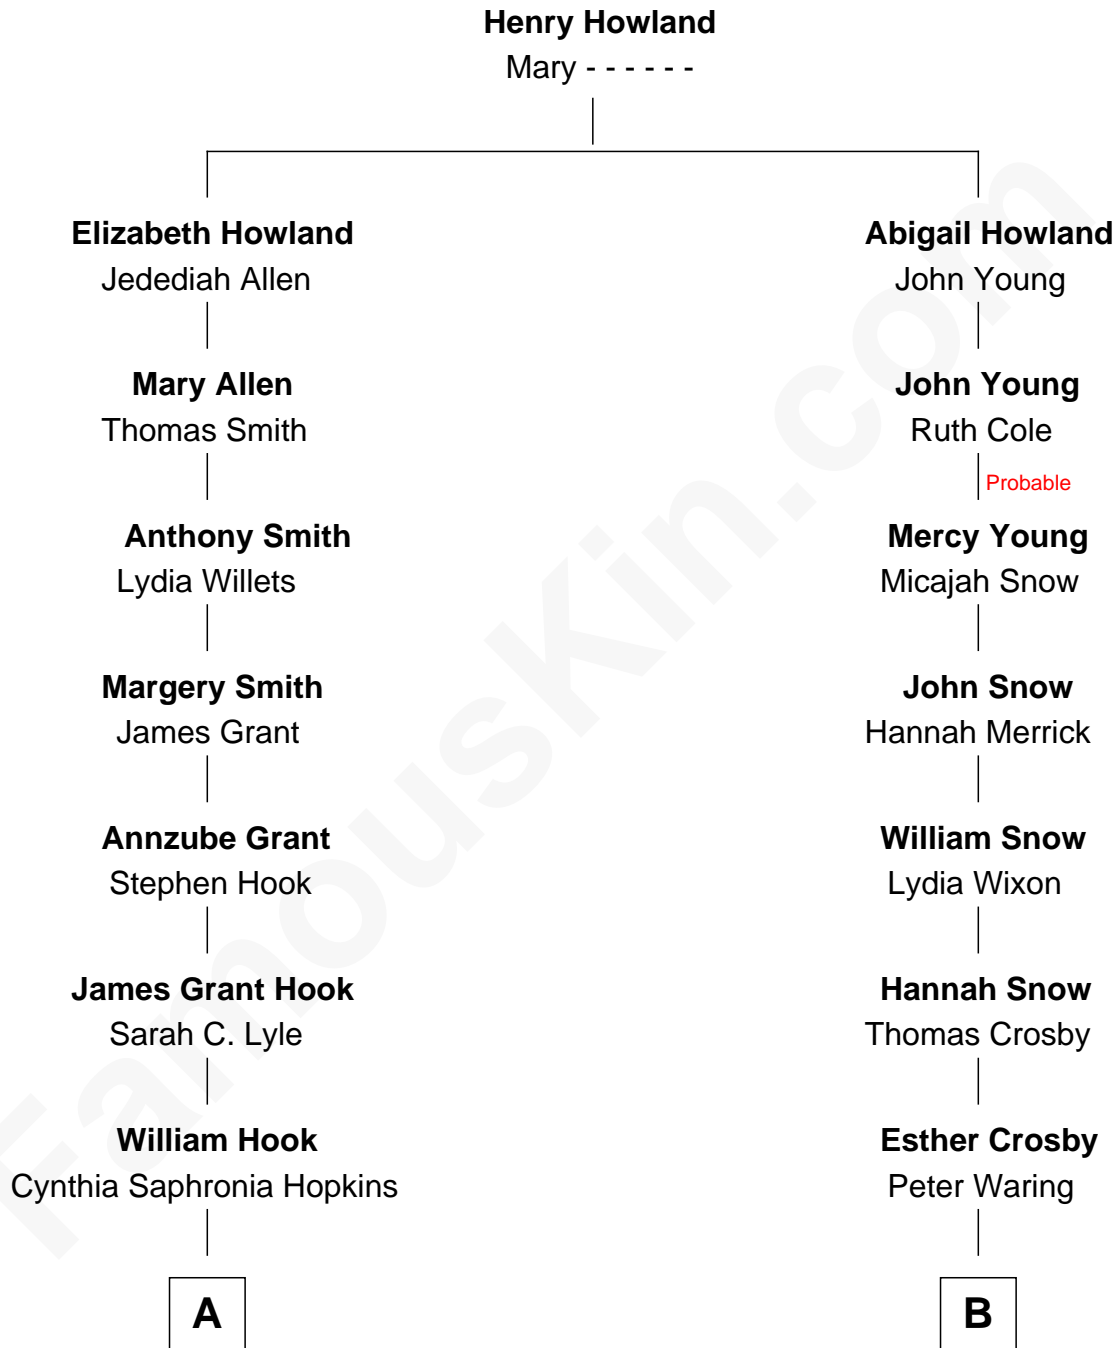 Henry Howland
Mary - - - - - -
Elizabeth Howland
Jedediah Allen
Abigail Howland
John Young
Mary Allen
Thomas Smith
John Young
Ruth Cole
Probable
Anthony Smith
Lydia Willets
Mercy Young
Micajah Snow
Margery Smith
James Grant
John Snow
Hannah Merrick
Annzube Grant
Stephen Hook
William Snow
Lydia Wixon
James Grant Hook
Sarah C. Lyle
Hannah Snow
Thomas Crosby
William Hook
Cynthia Saphronia Hopkins
Esther Crosby
Peter Waring
A
B
FamousKin.com